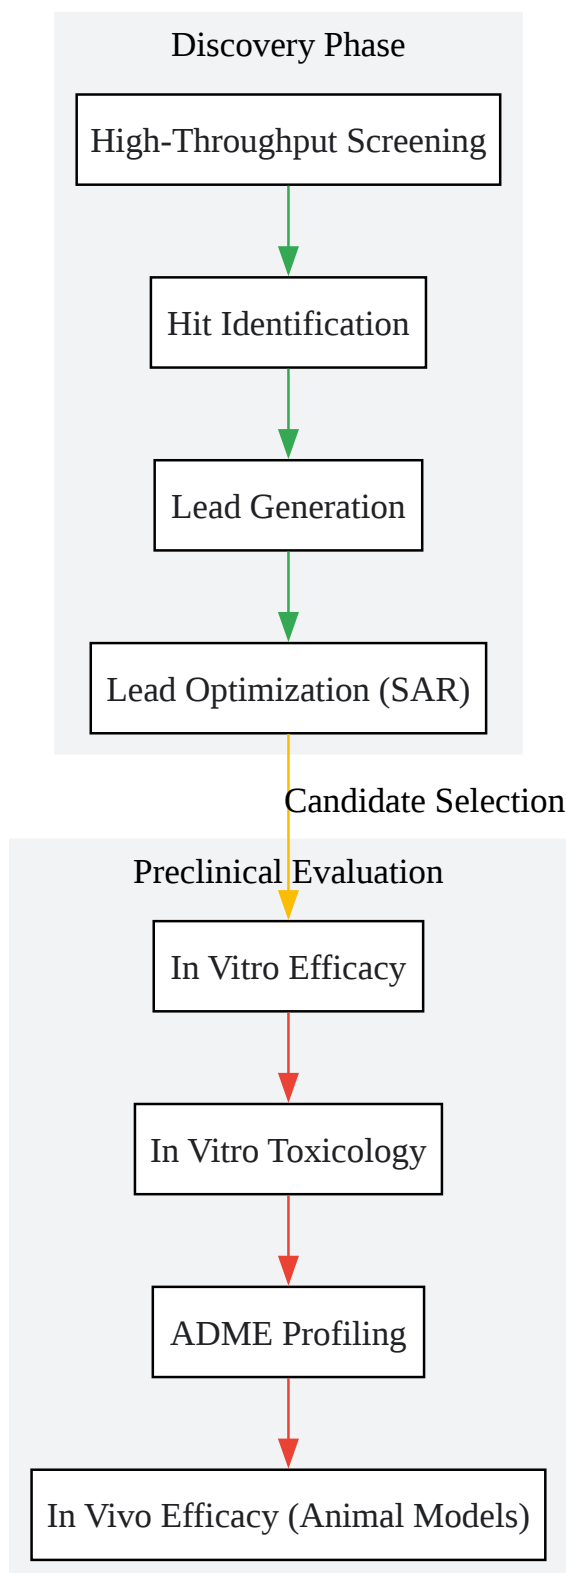 Discovery Phase
High-Throughput Screening
Hit Identification
Lead Generation
Lead Optimization (SAR)
Candidate Selection
Preclinical Evaluation
In Vitro Efficacy
In Vitro Toxicology
ADME Profiling
In Vivo Efficacy (Animal Models)